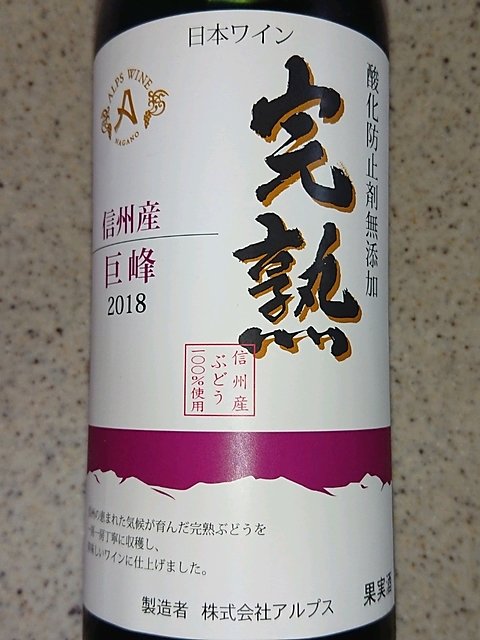 日本ワイン
ALPS WINE
A
NAGANO
酸化防止剤無添加
完熟
信州産
巨峰
2018
信州産
ぶどう
100%使用
恵まれた気候が育んだ完熟ぶどうを
丁寧に収穫し、
しいワインに仕上げました。
製造者 株式会社アルプス
果実酒